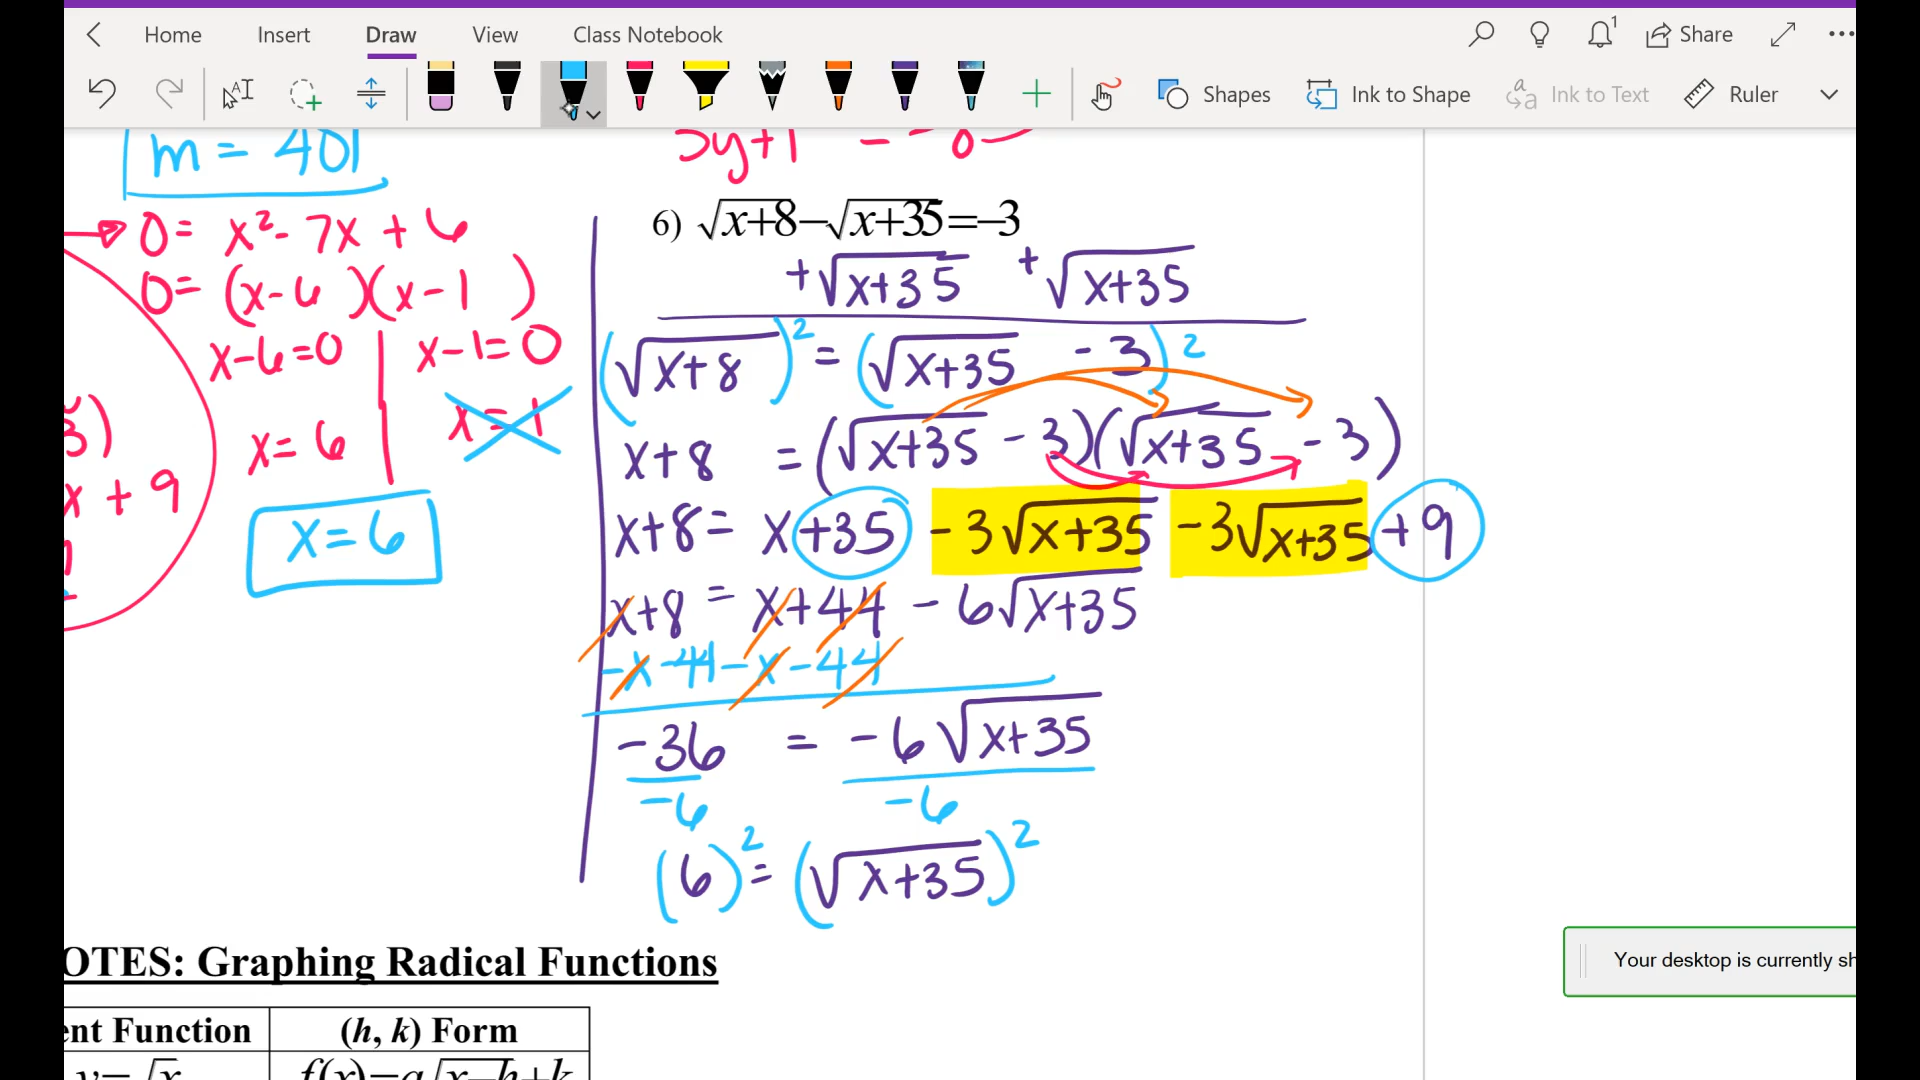 Home Insert Draw View Class Notebook Share
Shapes Ink to Shape Ink to Text Ruler
m = 401
5y+1
0 = x² - 7x + 6
0 = (x-6)(x-1)
x-6=0 x-1=0
x=6 x=1
x + 9
x=6
6) √x+8−√x+35=−3
+√x+35 +√x+35
(√x+8)² = (√x+35 - 3)²
x+8 = (√x+35 - 3)(√x+35 - 3)
x+8 = x+35 -3√x+35 -3√x+35 +9
x+8 = x+44 - 6√x+35
-x -44 -x -44
-36 = -6√x+35
-6 -6
(6)² = (√x+35)²
OTES: Graphing Radical Functions
ent Function (h, k) Form
y=√x f(x)=a√x−h+k
Your desktop is currently sh